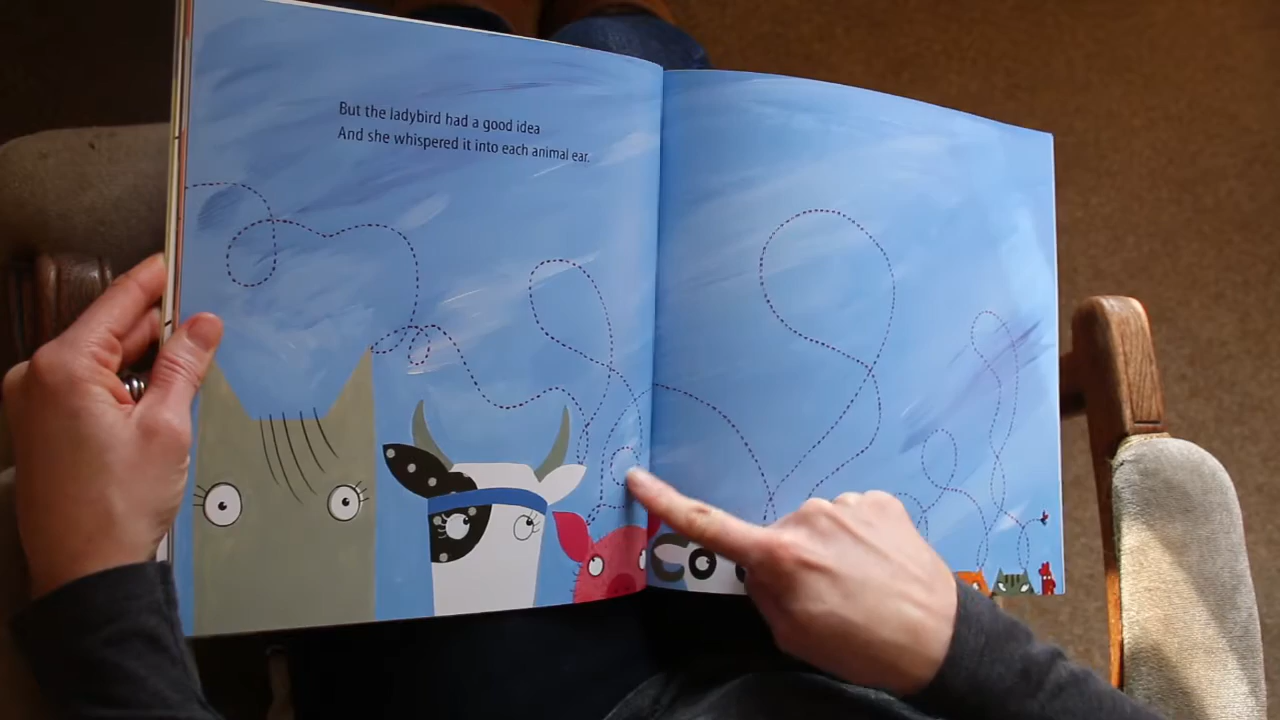 But the ladybird had a good idea
And she whispered it into each animal ear.